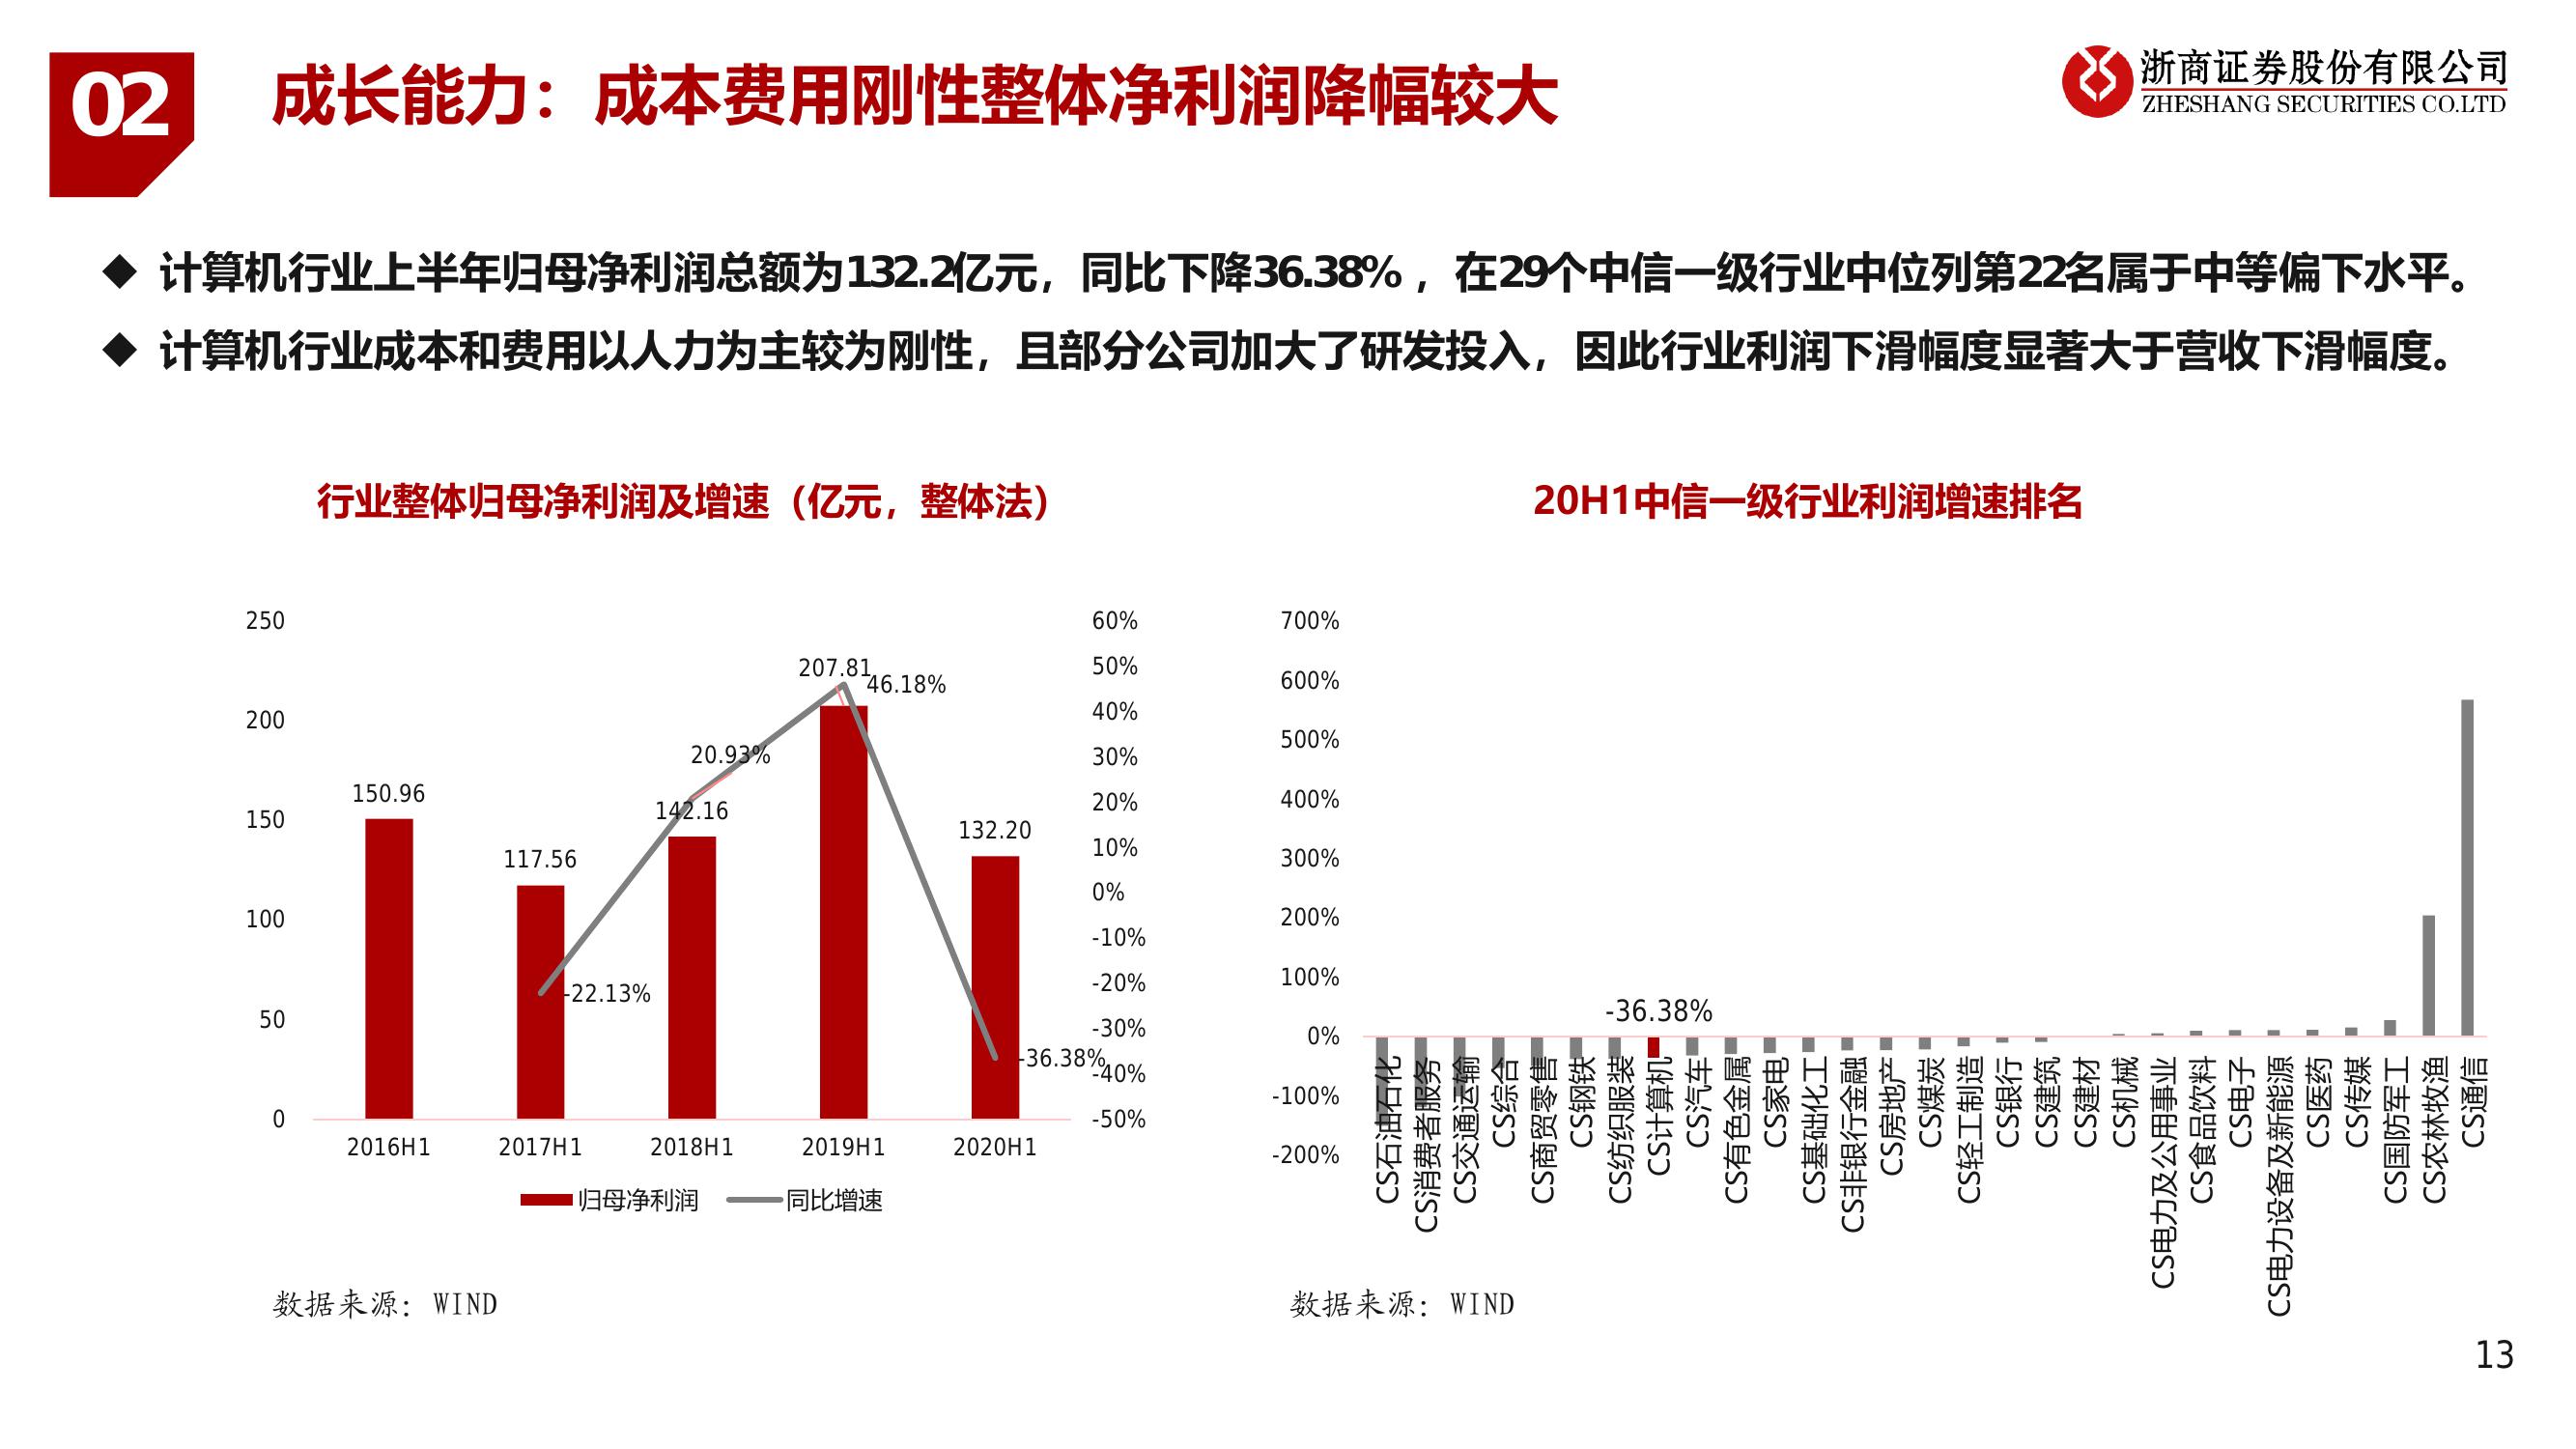 02
成长能力：成本费用刚性整体净利润降幅较大
浙商证券股份有限公司
ZHESHANG SECURITIES CO.LTD
◆ 计算机行业上半年归母净利润总额为132.2亿元，同比下降36.38%，在29个中信一级行业中位列第22名属于中等偏下水平。
◆ 计算机行业成本和费用以人力为主较为刚性，且部分公司加大了研发投入，因此行业利润下滑幅度显著大于营收下滑幅度。
行业整体归母净利润及增速（亿元，整体法）
250
200
150
100
50
0
60%
50%
40%
30%
20%
10%
0%
-10%
-20%
-30%
-40%
-50%
150.96
117.56
142.16
207.81
132.20
-22.13%
20.93%
46.18%
-36.38%
2016H1
2017H1
2018H1
2019H1
2020H1
归母净利润
同比增速
数据来源：WIND
20H1中信一级行业利润增速排名
700%
600%
500%
400%
300%
200%
100%
0%
-100%
-200%
-36.38%
CS石油石化
CS消费者服务
CS交通运输
CS综合
CS商贸零售
CS钢铁
CS纺织服装
CS计算机
CS汽车
CS有色金属
CS家电
CS基础化工
CS非银行金融
CS房地产
CS煤炭
CS轻工制造
CS银行
CS建筑
CS建材
CS机械
CS电力及公用事业
CS食品饮料
CS电子
CS电力设备及新能源
CS医药
CS传媒
CS国防军工
CS农林牧渔
CS通信
数据来源：WIND
13